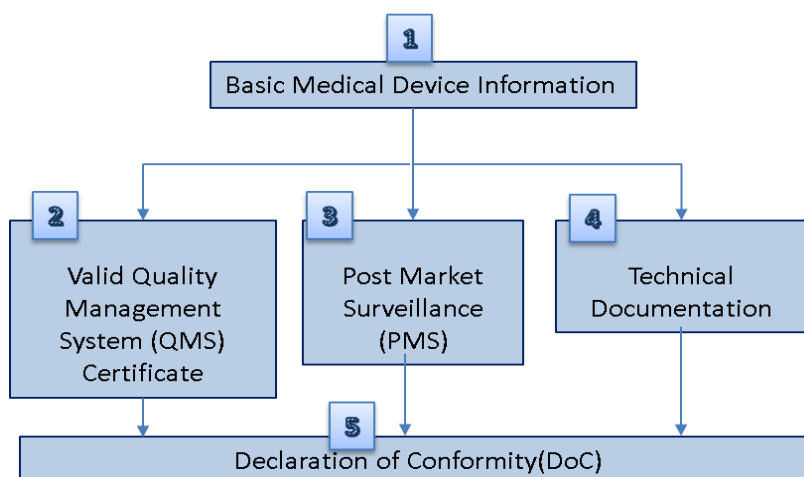 1
Basic Medical Device Information
2
Valid Quality
Management
System (QMS)
Certificate
3
Post Market
Surveillance
(PMS)
4
Technical
Documentation
5
Declaration of Conformity(DoC)